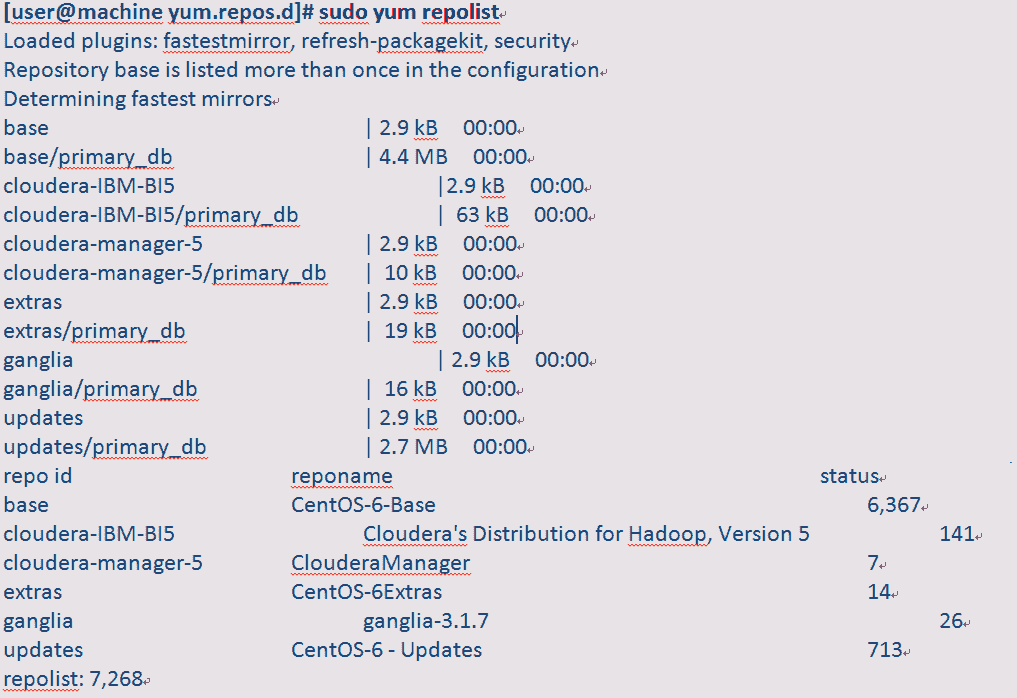 [user@machine yum.repos.d]# sudo yum repolist
Loaded plugins: fastestmirror, refresh-packagekit, security
Repository base is listed more than once in the configuration
Determining fastest mirrors
base | 2.9 kB 00:00
base/primary_db | 4.4 MB 00:00
cloudera-IBM-BI5 |2.9 kB 00:00
cloudera-IBM-BI5/primary_db | 63 kB 00:00
cloudera-manager-5 | 2.9 kB 00:00
cloudera-manager-5/primary_db | 10 kB 00:00
extras | 2.9 kB 00:00
extras/primary_db | 19 kB 00:00
ganglia | 2.9 kB 00:00
ganglia/primary_db | 16 kB 00:00
updates | 2.9 kB 00:00
updates/primary_db | 2.7 MB 00:00
repo id reponame status
base CentOS-6-Base 6,367
cloudera-IBM-BI5 Cloudera's Distribution for Hadoop, Version 5 141
cloudera-manager-5 ClouderaManager 7
extras CentOS-6Extras 14
ganglia ganglia-3.1.7 26
updates CentOS-6 - Updates 713
repolist: 7,268